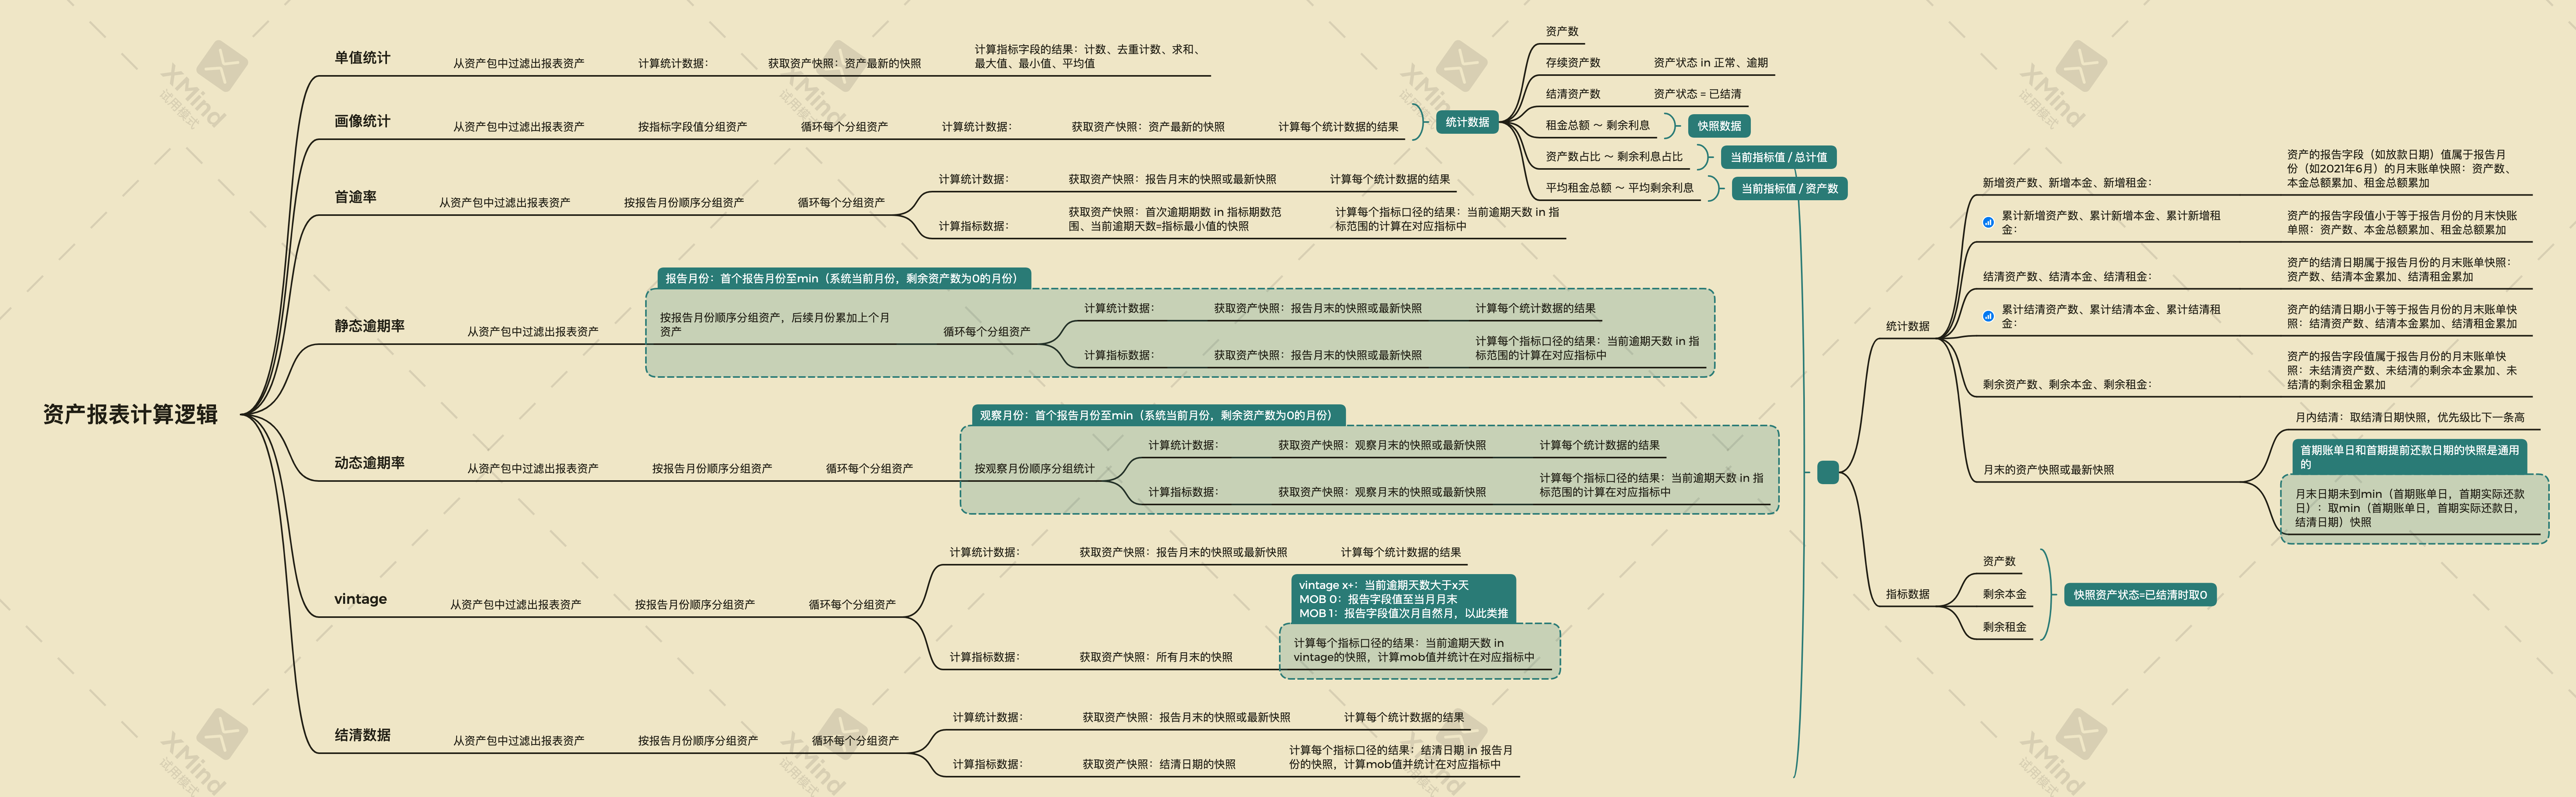 资产报表计算逻辑
单值统计
从资产包中过滤出报表资产
计算统计数据：
获取资产快照：资产最新的快照
计算指标字段的结果：计数、去重计数、求和、
最大值、最小值、平均值
画像统计
从资产包中过滤出报表资产
按指标字段值分组资产
循环每个分组资产
计算统计数据：
获取资产快照：资产最新的快照
计算每个统计数据的结果
统计数据
资产数
存续资产数
资产状态 in 正常、逾期
结清资产数
资产状态 = 已结清
租金总额 ～ 剩余利息
快照数据
资产数占比 ～ 剩余利息占比
当前指标值 / 总计值
平均租金总额 ～ 平均剩余利息
当前指标值 / 资产数
首逾率
从资产包中过滤出报表资产
按报告月份顺序分组资产
循环每个分组资产
计算统计数据：
获取资产快照：报告月末的快照或最新快照
计算每个统计数据的结果
计算指标数据：
获取资产快照：首次逾期期数 in 指标期数范
围、当前逾期天数=指标最小值的快照
计算每个指标口径的结果：当前逾期天数 in 指
标范围的计算在对应指标中
静态逾期率
从资产包中过滤出报表资产
报告月份：首个报告月份至min（系统当前月份，剩余资产数为0的月份）
按报告月份顺序分组资产，后续月份累加上个月
资产
循环每个分组资产
计算统计数据：
获取资产快照：报告月末的快照或最新快照
计算每个统计数据的结果
计算指标数据：
获取资产快照：报告月末的快照或最新快照
计算每个指标口径的结果：当前逾期天数 in 指
标范围的计算在对应指标中
动态逾期率
从资产包中过滤出报表资产
按报告月份顺序分组资产
循环每个分组资产
观察月份：首个报告月份至min（系统当前月份，剩余资产数为0的月份）
按观察月份顺序分组统计
计算统计数据：
获取资产快照：观察月末的快照或最新快照
计算每个统计数据的结果
计算指标数据：
获取资产快照：观察月末的快照或最新快照
计算每个指标口径的结果：当前逾期天数 in 指
标范围的计算在对应指标中
vintage
从资产包中过滤出报表资产
按报告月份顺序分组资产
循环每个分组资产
计算统计数据：
获取资产快照：报告月末的快照或最新快照
计算每个统计数据的结果
计算指标数据：
获取资产快照：所有月末的快照
vintage x+：当前逾期天数大于x天
MOB 0：报告字段值至当月月末
MOB 1：报告字段值次月自然月，以此类推
计算每个指标口径的结果：当前逾期天数 in
vintage的快照，计算mob值并统计在对应指标中
结清数据
从资产包中过滤出报表资产
按报告月份顺序分组资产
循环每个分组资产
计算统计数据：
获取资产快照：报告月末的快照或最新快照
计算每个统计数据的结果
计算指标数据：
获取资产快照：结清日期的快照
计算每个指标口径的结果：结清日期 in 报告月
份的快照，计算mob值并统计在对应指标中
统计数据
新增资产数、新增本金、新增租金：
资产的报告字段（如放款日期）值属于报告月
份（如2021年6月）的月末账单快照：资产数、
本金总额累加、租金总额累加
累计新增资产数、累计新增本金、累计新增租
金：
资产的报告字段值小于等于报告月份的月末快账
单照：资产数、本金总额累加、租金总额累加
结清资产数、结清本金、结清租金：
资产的结清日期属于报告月份的月末账单快照：
资产数、结清本金累加、结清租金累加
累计结清资产数、累计结清本金、累计结清租
金：
资产的结清日期小于等于报告月份的月末账单快
照：结清资产数、结清本金累加、结清租金累加
剩余资产数、剩余本金、剩余租金：
资产的报告字段值属于报告月份的月末账单快
照：未结清资产数、未结清的剩余本金累加、未
结清的剩余租金累加
月末的资产快照或最新快照
月内结清：取结清日期快照，优先级比下一条高
首期账单日和首期提前还款日期的快照是通用
的
月末日期未到min（首期账单日，首期实际还款
日）：取min（首期账单日，首期实际还款日，
结清日期）快照
指标数据
资产数
剩余本金
剩余租金
快照资产状态=已结清时取0
XMind
试用模式
XMind
试用模式
XMind
试用模式
XMind
试用模式
XMind
试用模式
XMind
试用模式
XMind
试用模式
XMind
试用模式